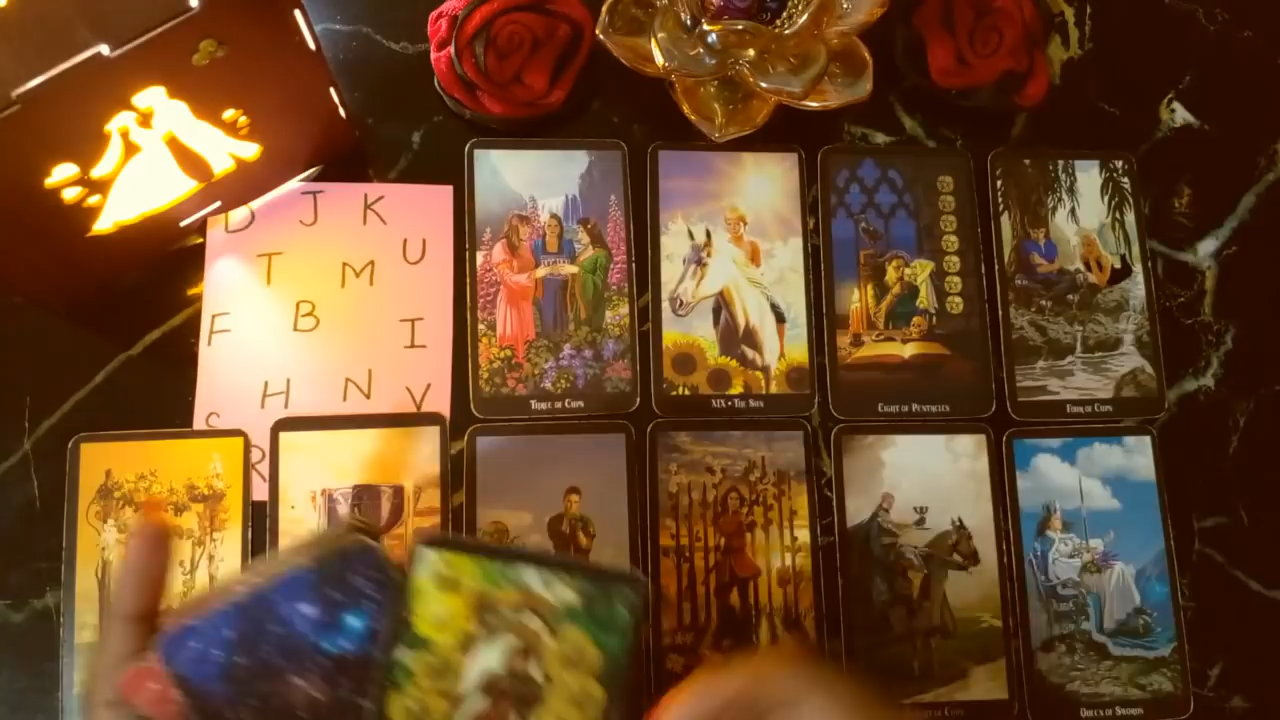 D J K
T M U
F B I
H N V
S
R
THREE OF CUPS
XIX • THE SUN
EIGHT OF PENTACLES
FOUR OF CUPS
QUEEN OF SWORDS